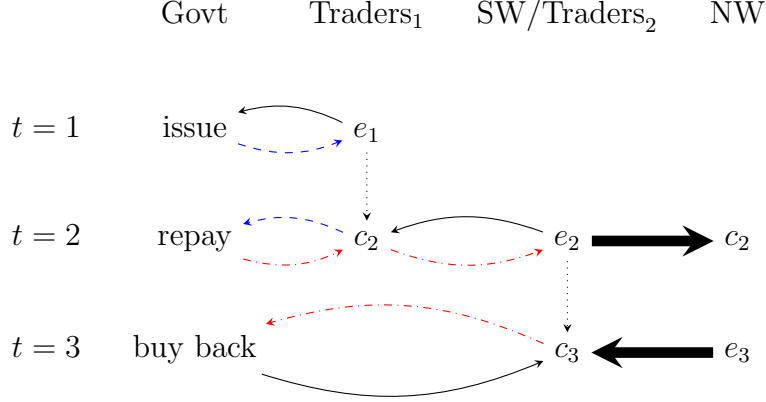 Govt Traders₁ SW/Traders₂ NW
t = 1 issue e₁
t = 2 repay c₂ e₂ c₂
t = 3 buy back c₃ e₃